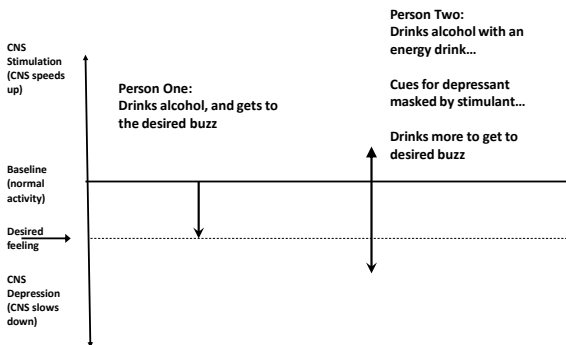 CNS
Stimulation
(CNS speeds
up)
Person One:
Drinks alcohol, and gets to
the desired buzz
Person Two:
Drinks alcohol with an
energy drink…
Cues for depressant
masked by stimulant…
Drinks more to get to
desired buzz
Baseline
(normal
activity)
Desired
feeling
CNS
Depression
(CNS slows
down)